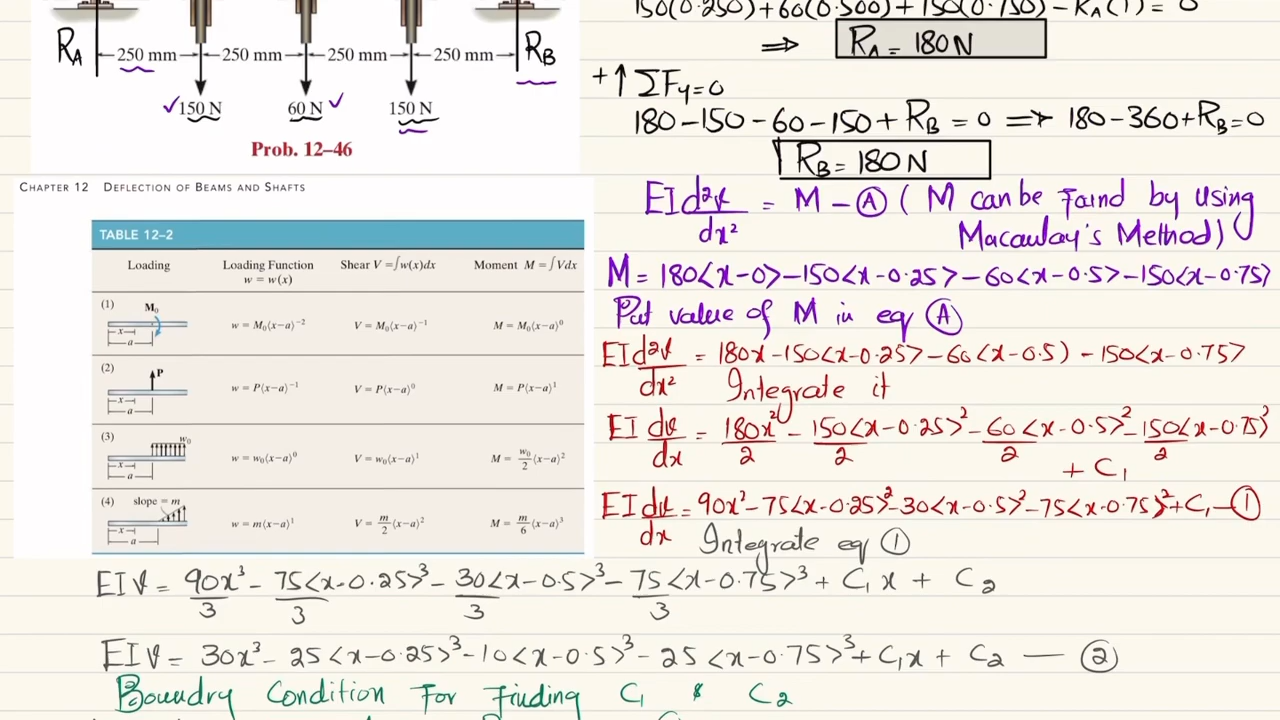 150(0.250)+60(0.500)+150(0.750)-RA(1)=0
⇒ RA = 180N
RA 250 mm 250 mm 250 mm 250 mm RB
✓150 N 60 N✓ 150 N
Prob. 12–46
+↑ΣFy=0
180-150-60-150+RB=0 ⇒ 180-360+RB=0
RB = 180N
CHAPTER 12 DEFLECTION OF BEAMS AND SHAFTS
TABLE 12–2
Loading
Loading Function w = w(x)
Shear V = ∫w(x)dx
Moment M = ∫Vdx
(1) M₀ x a w = M₀⟨x−a⟩⁻² V = M₀⟨x−a⟩⁻¹ M = M₀⟨x−a⟩⁰
(2) P x a w = P⟨x−a⟩⁻¹ V = P⟨x−a⟩⁰ M = P⟨x−a⟩¹
(3) w₀ x a w = w₀⟨x−a⟩⁰ V = w₀⟨x−a⟩¹ M = w₀/2⟨x−a⟩²
(4) slope = m x a w = m⟨x−a⟩¹ V = m/2⟨x−a⟩² M = m/6⟨x−a⟩³
EI d²v/dx² = M - Ⓐ ( M can be Faind by Using
Macaulay's Method)
M = 180<x-0>-150<x-0.25>-60<x-0.5>-150<x-0.75>
Put value of M in eq Ⓐ
EI d²v/dx² = 180x-150<x-0.25>-60<x-0.5) - 150<x-0.75>
Integrate it
EI dv/dx = 180x²/2 - 150<x-0.25>²/2 - 60<x-0.5>²/2 - 150<x-0.75>²/2
+ C₁
EI dv/dx = 90x²-75<x-0.25>²-30<x-0.5>²-75<x-0.75>²+C₁-①
Integrate eq ①
EIv = 90x³/3 - 75<x-0.25>³/3 - 30<x-0.5>³/3 - 75<x-0.75>³/3 + C₁x + C₂
EIv = 30x³- 25<x-0.25>³-10<x-0.5>³- 25<x-0.75>³+C₁x + C₂ — ②
Boundry Condition For Finding C₁ & C₂